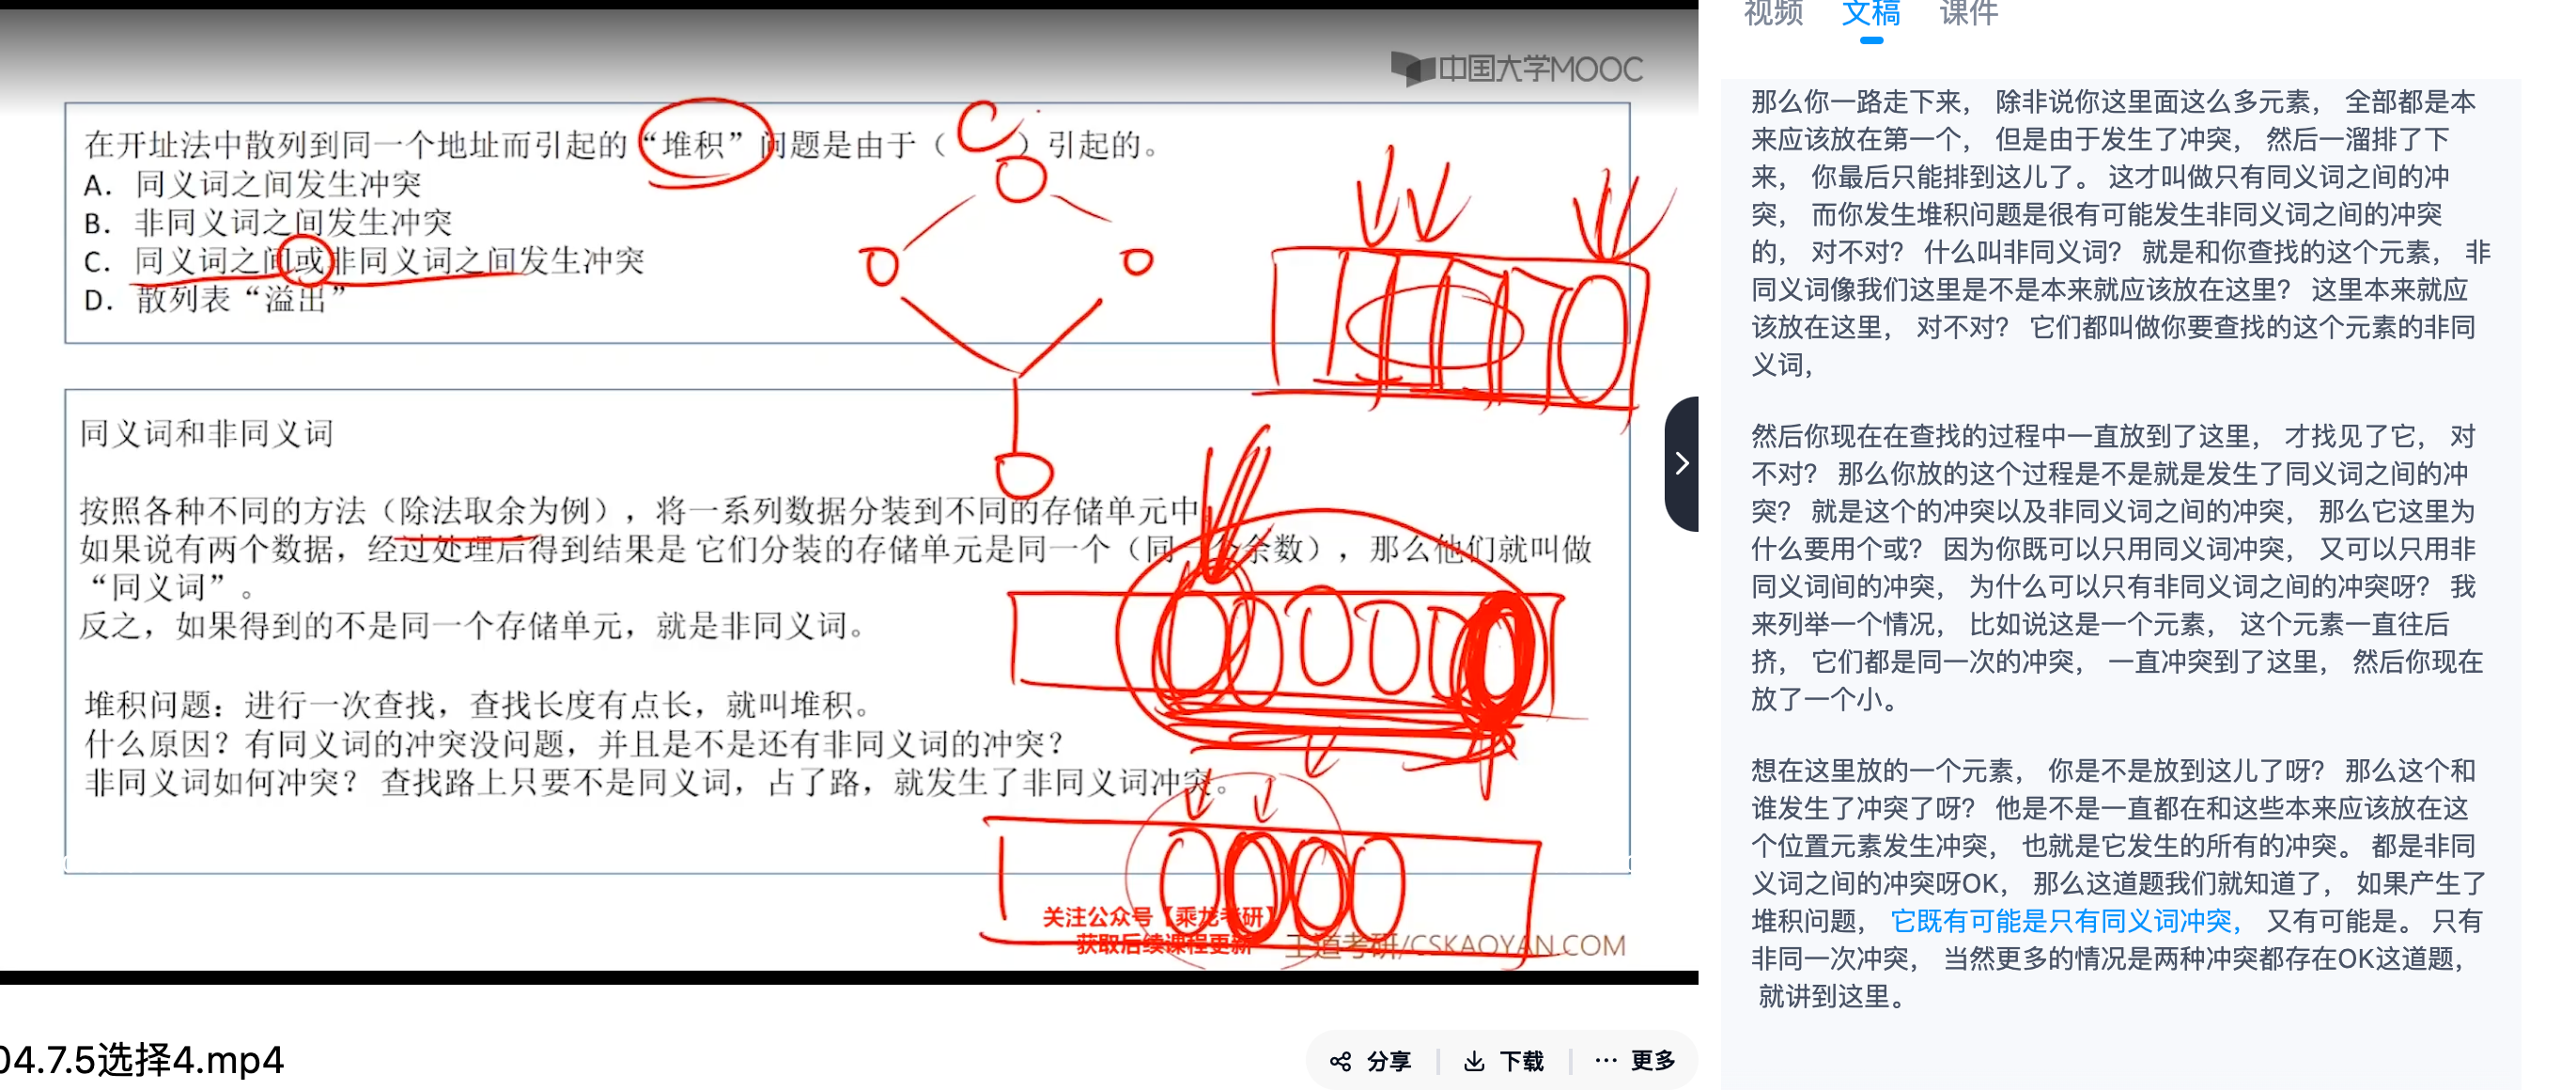 视频 文稿 课件
中国大学MOOC
在开址法中散列到同一个地址而引起的“堆积”问题是由于（C）引起的。
A. 同义词之间发生冲突
B. 非同义词之间发生冲突
C. 同义词之间或非同义词之间发生冲突
D. 散列表“溢出”
同义词和非同义词
按照各种不同的方法（除法取余为例），将一系列数据分装到不同的存储单元中
如果说有两个数据，经过处理后得到结果是 它们分装的存储单元是同一个（同一个余数），那么他们就叫做
“同义词”。
反之，如果得到的不是同一个存储单元，就是非同义词。
堆积问题：进行一次查找，查找长度有点长，就叫堆积。
什么原因？有同义词的冲突没问题，并且是不是还有非同义词的冲突？
非同义词如何冲突？ 查找路上只要不是同义词，占了路，就发生了非同义词冲突。
关注公众号【乘龙考研】
获取后续课程更新
王道考研/CSKAOYAN.COM
04.7.5选择4.mp4
分享 下载 更多
那么你一路走下来， 除非说你这里面这么多元素， 全部都是本
来应该放在第一个， 但是由于发生了冲突， 然后一溜排了下
来， 你最后只能排到这儿了。 这才叫做只有同义词之间的冲
突， 而你发生堆积问题是很有可能发生非同义词之间的冲突
的， 对不对？ 什么叫非同义词？ 就是和你查找的这个元素， 非
同义词像我们这里是不是本来就应该放在这里？ 这里本来就应
该放在这里， 对不对？ 它们都叫做你要查找的这个元素的非同
义词，
然后你现在在查找的过程中一直放到了这里， 才找见了它， 对
不对？ 那么你放的这个过程是不是就是发生了同义词之间的冲
突？ 就是这个的冲突以及非同义词之间的冲突， 那么它这里为
什么要用个或？ 因为你既可以只用同义词冲突， 又可以只用非
同义词间的冲突， 为什么可以只有非同义词之间的冲突呀？ 我
来列举一个情况， 比如说这是一个元素， 这个元素一直往后
挤， 它们都是同一次的冲突， 一直冲突到了这里， 然后你现在
放了一个小。
想在这里放的一个元素， 你是不是放到这儿了呀？ 那么这个和
谁发生了冲突了呀？ 他是不是一直都在和这些本来应该放在这
个位置元素发生冲突， 也就是它发生的所有的冲突。 都是非同
义词之间的冲突呀OK， 那么这道题我们就知道了， 如果产生了
堆积问题， 它既有可能是只有同义词冲突， 又有可能是。 只有
非同一次冲突， 当然更多的情况是两种冲突都存在OK这道题，
就讲到这里。